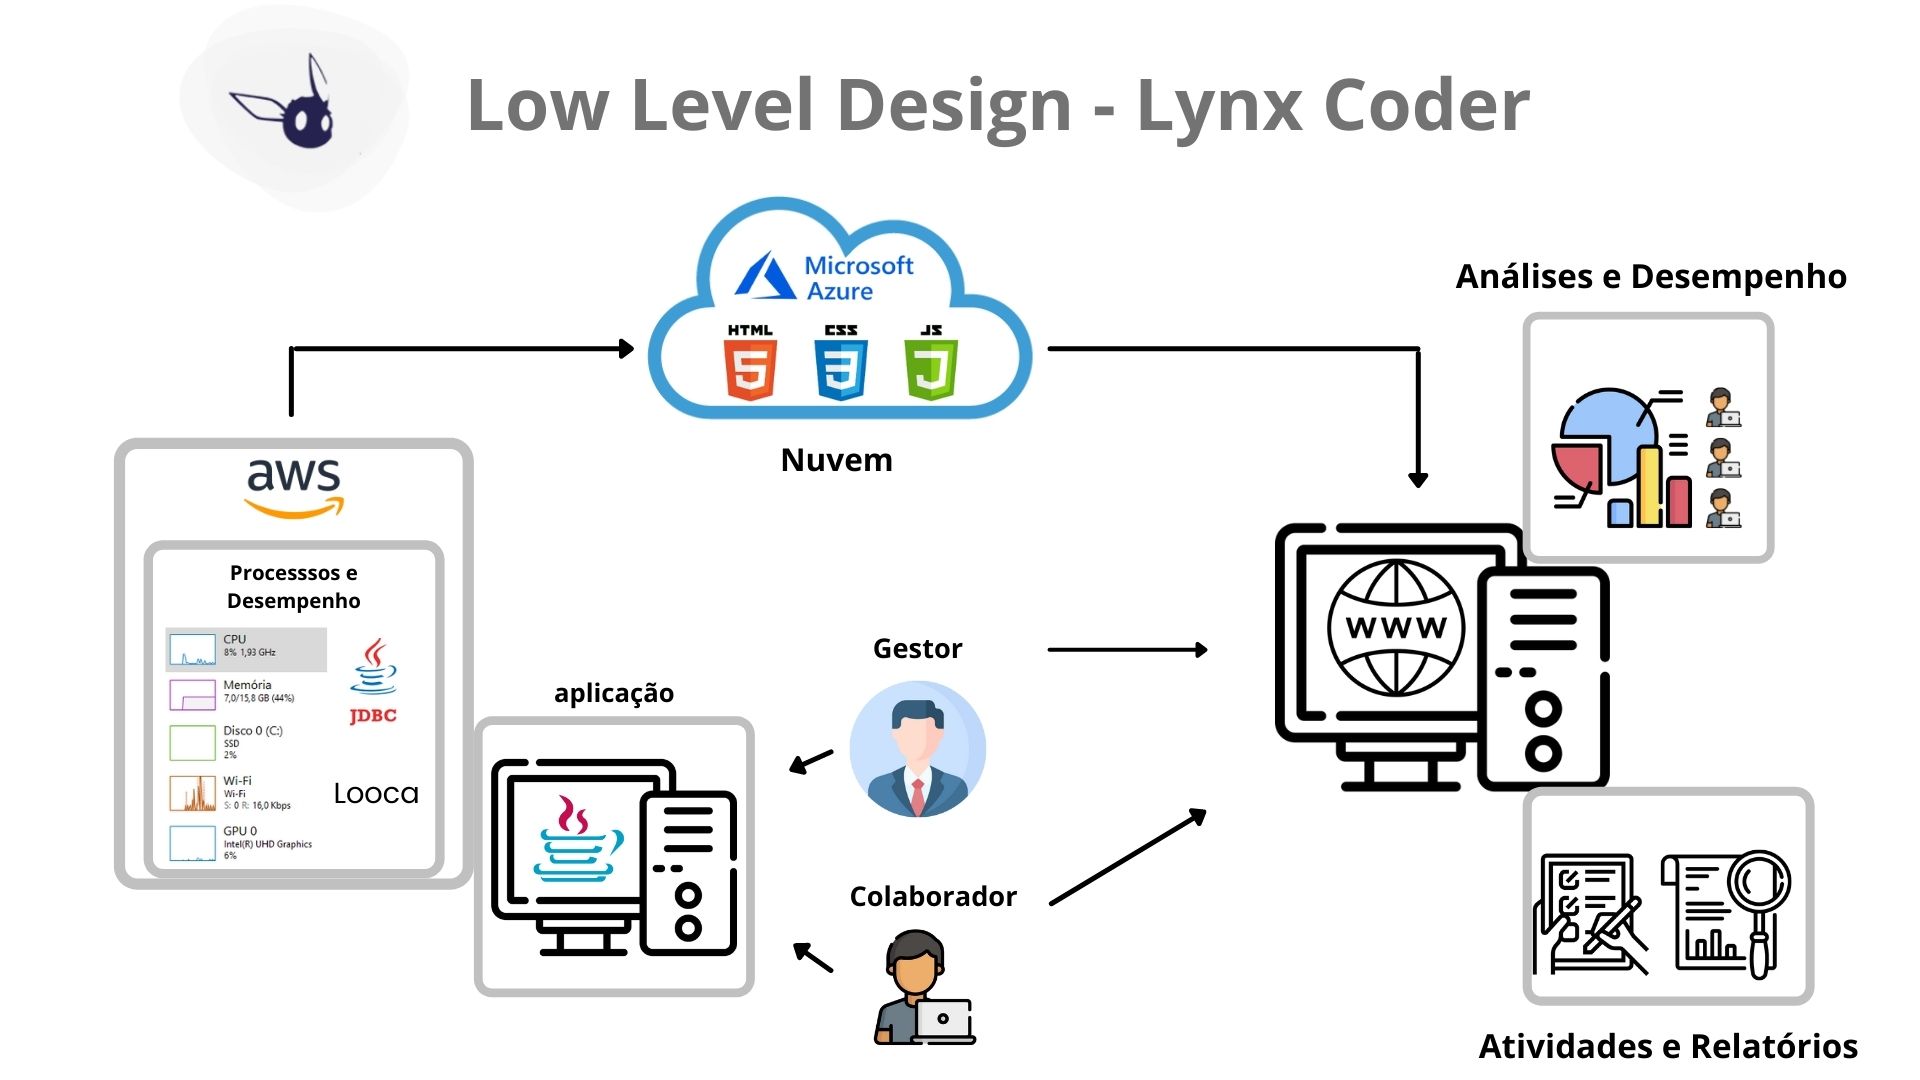 Low Level Design - Lynx Coder
Microsoft
Azure
HTML
CSS
JS
Nuvem
Análises e Desempenho
aws
Processsos e
Desempenho
CPU
8% 1,93 GHz
Memória
7,0/15,8 GB (44%)
Disco 0 (C:)
SSD
2%
Wi-Fi
Wi-Fi
S: 0 R: 16,0 Kbps
GPU 0
Intel(R) UHD Graphics
6%
JDBC
Looca
aplicação
Gestor
Colaborador
WWW
Atividades e Relatórios